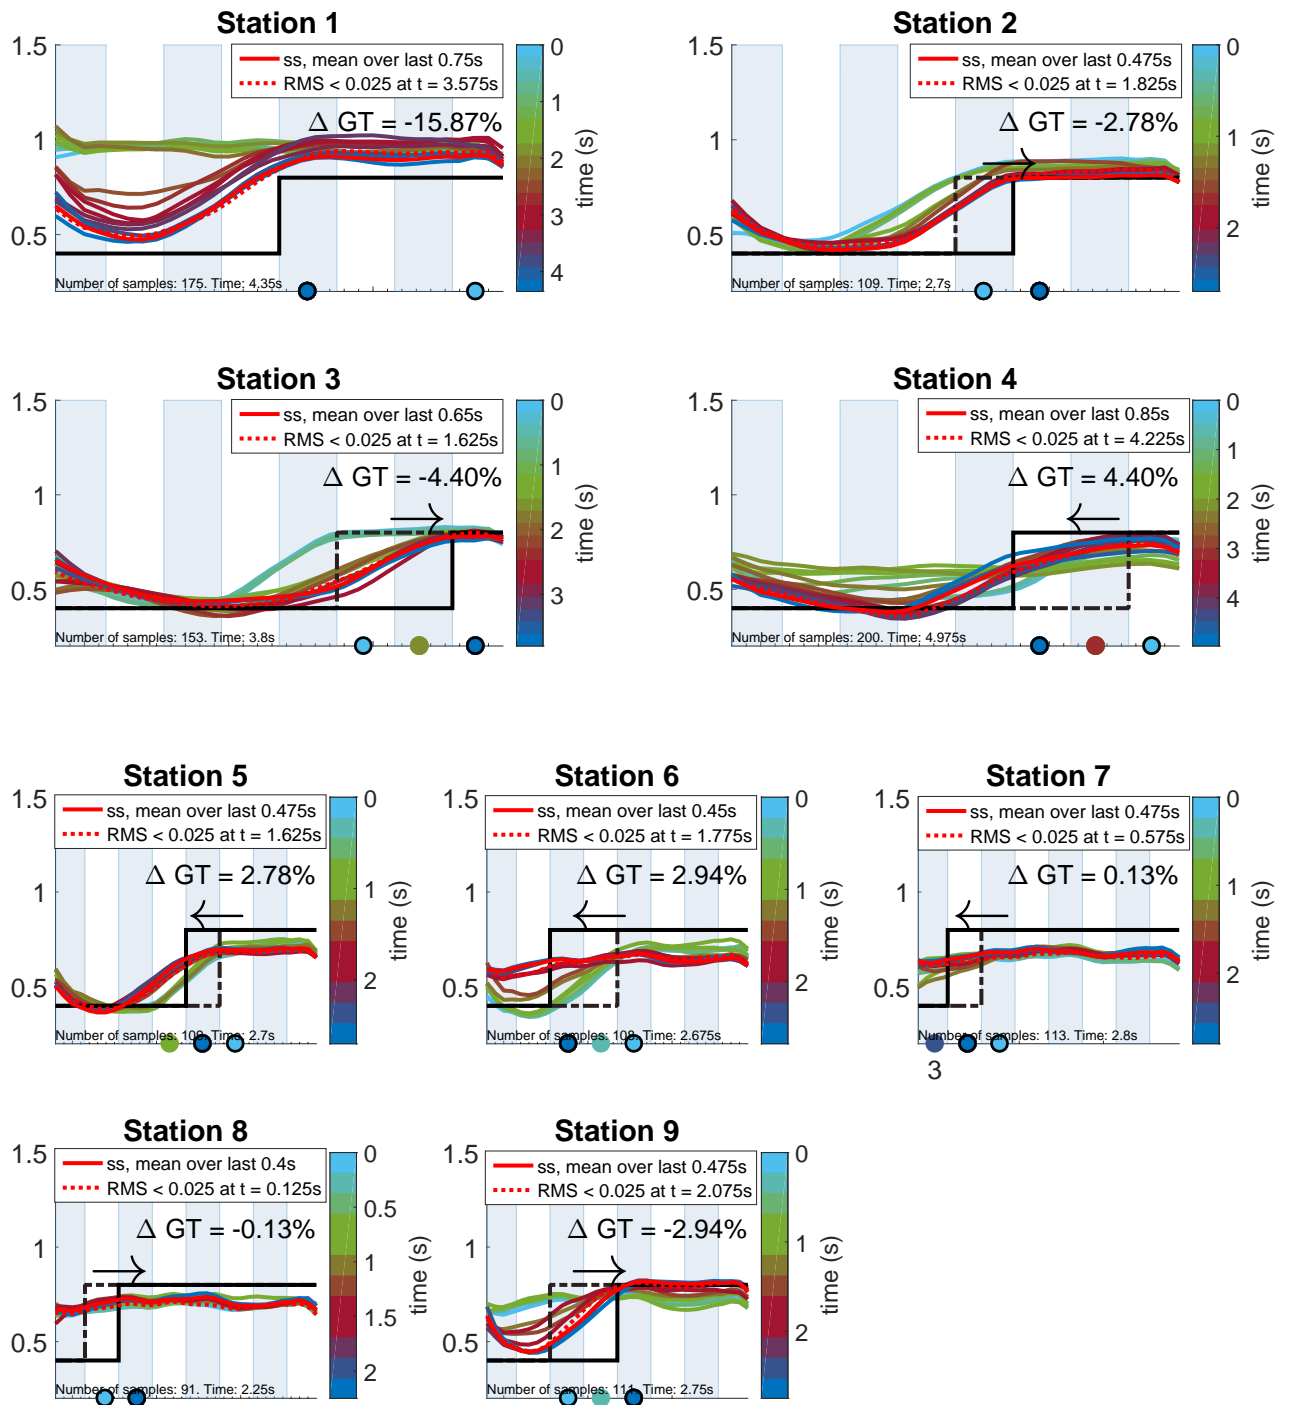 Station 1
1.5
1
0.5
ss, mean over last 0.75s
RMS < 0.025 at t = 3.575s
Δ GT = -15.87%
Number of samples: 175. Time: 4.35s
0
1
2
3
4
time (s)
Station 2
1.5
1
0.5
ss, mean over last 0.475s
RMS < 0.025 at t = 1.825s
Δ GT = -2.78%
Number of samples: 109. Time: 2.7s
0
1
2
time (s)
Station 3
1.5
1
0.5
ss, mean over last 0.65s
RMS < 0.025 at t = 1.625s
Δ GT = -4.40%
Number of samples: 153. Time: 3.8s
0
1
2
3
time (s)
Station 4
1.5
1
0.5
ss, mean over last 0.85s
RMS < 0.025 at t = 4.225s
Δ GT = 4.40%
Number of samples: 200. Time: 4.975s
0
1
2
3
4
time (s)
Station 5
1.5
1
0.5
ss, mean over last 0.475s
RMS < 0.025 at t = 1.625s
Δ GT = 2.78%
Number of samples: 109. Time: 2.7s
0
1
2
time (s)
Station 6
1.5
1
0.5
ss, mean over last 0.45s
RMS < 0.025 at t = 1.775s
Δ GT = 2.94%
Number of samples: 108. Time: 2.675s
0
1
2
time (s)
Station 7
1.5
1
0.5
ss, mean over last 0.475s
RMS < 0.025 at t = 0.575s
Δ GT = 0.13%
Number of samples: 113. Time: 2.8s
3
0
1
2
time (s)
Station 8
1.5
1
0.5
ss, mean over last 0.4s
RMS < 0.025 at t = 0.125s
Δ GT = -0.13%
Number of samples: 91. Time: 2.25s
0
0.5
1
1.5
2
time (s)
Station 9
1.5
1
0.5
ss, mean over last 0.475s
RMS < 0.025 at t = 2.075s
Δ GT = -2.94%
Number of samples: 111. Time: 2.75s
0
1
2
time (s)